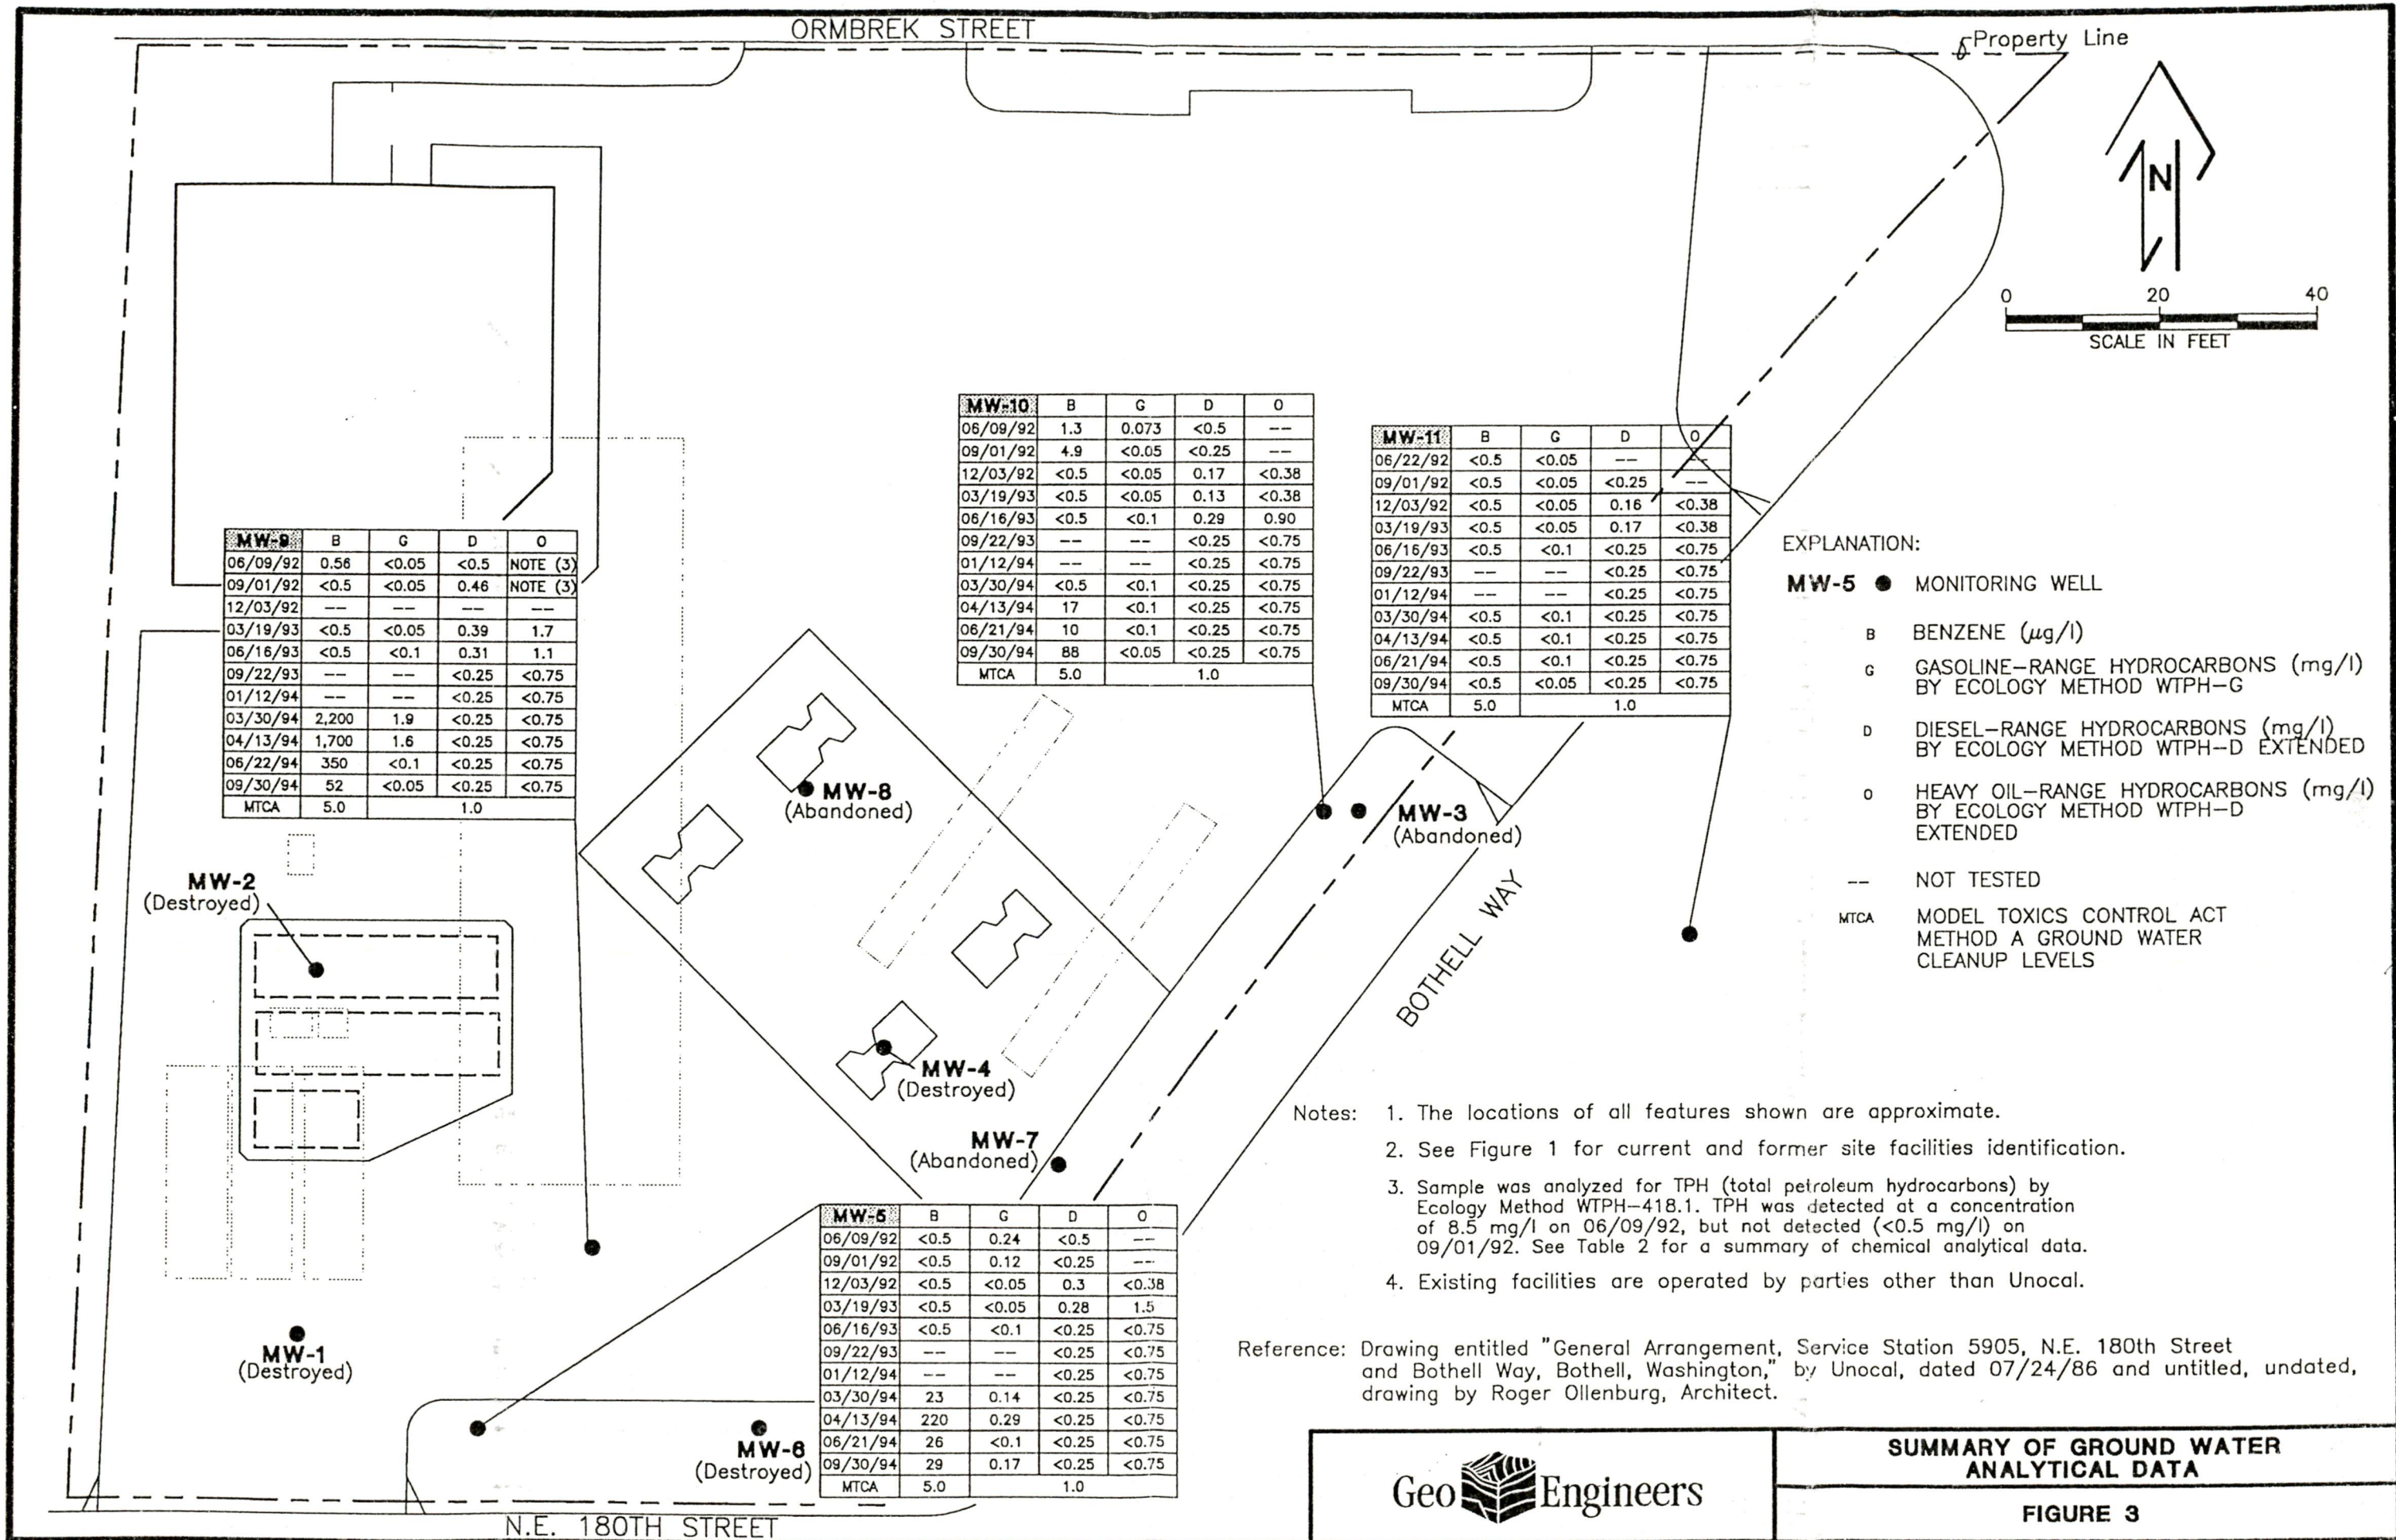 ORMBREK STREET
Property Line
N
0 20 40
SCALE IN FEET
MW-10 B G D O
06/09/92 1.3 0.073 <0.5 --
09/01/92 4.9 <0.05 <0.25 --
12/03/92 <0.5 <0.05 0.17 <0.38
03/19/93 <0.5 <0.05 0.13 <0.38
06/16/93 <0.5 <0.1 0.29 0.90
09/22/93 -- -- <0.25 <0.75
01/12/94 -- -- <0.25 <0.75
03/30/94 <0.5 <0.1 <0.25 <0.75
04/13/94 17 <0.1 <0.25 <0.75
06/21/94 10 <0.1 <0.25 <0.75
09/30/94 88 <0.05 <0.25 <0.75
MTCA 5.0 1.0
MW-11 B G D O
06/22/92 <0.5 <0.05 -- --
09/01/92 <0.5 <0.05 <0.25 --
12/03/92 <0.5 <0.05 0.16 <0.38
03/19/93 <0.5 <0.05 0.17 <0.38
06/16/93 <0.5 <0.1 <0.25 <0.75
09/22/93 -- -- <0.25 <0.75
01/12/94 -- -- <0.25 <0.75
03/30/94 <0.5 <0.1 <0.25 <0.75
04/13/94 <0.5 <0.1 <0.25 <0.75
06/21/94 <0.5 <0.1 <0.25 <0.75
09/30/94 <0.5 <0.05 <0.25 <0.75
MTCA 5.0 1.0
MW-9 B G D O
06/09/92 0.56 <0.05 <0.5 NOTE (3)
09/01/92 <0.5 <0.05 0.46 NOTE (3)
12/03/92 -- -- -- --
03/19/93 <0.5 <0.05 0.39 1.7
06/16/93 <0.5 <0.1 0.31 1.1
09/22/93 -- -- <0.25 <0.75
01/12/94 -- -- <0.25 <0.75
03/30/94 2,200 1.9 <0.25 <0.75
04/13/94 1,700 1.6 <0.25 <0.75
06/22/94 350 <0.1 <0.25 <0.75
09/30/94 52 <0.05 <0.25 <0.75
MTCA 5.0 1.0
EXPLANATION:
MW-5 ● MONITORING WELL
B BENZENE (µg/l)
G GASOLINE-RANGE HYDROCARBONS (mg/l)
BY ECOLOGY METHOD WTPH-G
D DIESEL-RANGE HYDROCARBONS (mg/l)
BY ECOLOGY METHOD WTPH-D EXTENDED
O HEAVY OIL-RANGE HYDROCARBONS (mg/l)
BY ECOLOGY METHOD WTPH-D
EXTENDED
-- NOT TESTED
MTCA MODEL TOXICS CONTROL ACT
METHOD A GROUND WATER
CLEANUP LEVELS
MW-8
(Abandoned)
MW-3
(Abandoned)
MW-2
(Destroyed)
BOTHELL WAY
MW-4
(Destroyed)
MW-7
(Abandoned)
MW-5 B G D O
06/09/92 <0.5 0.24 <0.5 --
09/01/92 <0.5 0.12 <0.25 --
12/03/92 <0.5 <0.05 0.3 <0.38
03/19/93 <0.5 <0.05 0.28 1.5
06/16/93 <0.5 <0.1 <0.25 <0.75
09/22/93 -- -- <0.25 <0.75
01/12/94 -- -- <0.25 <0.75
03/30/94 23 0.14 <0.25 <0.75
04/13/94 220 0.29 <0.25 <0.75
06/21/94 26 <0.1 <0.25 <0.75
09/30/94 29 0.17 <0.25 <0.75
MTCA 5.0 1.0
MW-1
(Destroyed)
MW-6
(Destroyed)
N.E. 180TH STREET
Notes: 1. The locations of all features shown are approximate.
2. See Figure 1 for current and former site facilities identification.
3. Sample was analyzed for TPH (total petroleum hydrocarbons) by
Ecology Method WTPH-418.1. TPH was detected at a concentration
of 8.5 mg/l on 06/09/92, but not detected (<0.5 mg/l) on
09/01/92. See Table 2 for a summary of chemical analytical data.
4. Existing facilities are operated by parties other than Unocal.
Reference: Drawing entitled "General Arrangement, Service Station 5905, N.E. 180th Street
and Bothell Way, Bothell, Washington," by Unocal, dated 07/24/86 and untitled, undated,
drawing by Roger Ollenburg, Architect.
Geo Engineers
SUMMARY OF GROUND WATER
ANALYTICAL DATA
FIGURE 3